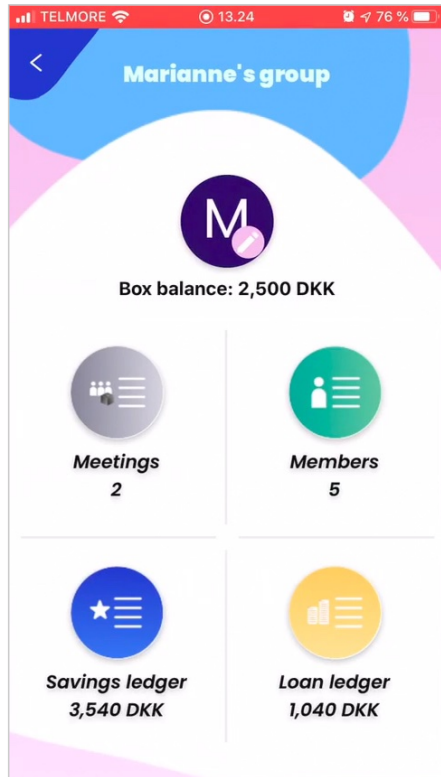 TELMORE 13.24 76 %
Marianne's group
M
Box balance: 2,500 DKK
Meetings
2
Members
5
Savings ledger
3,540 DKK
Loan ledger
1,040 DKK